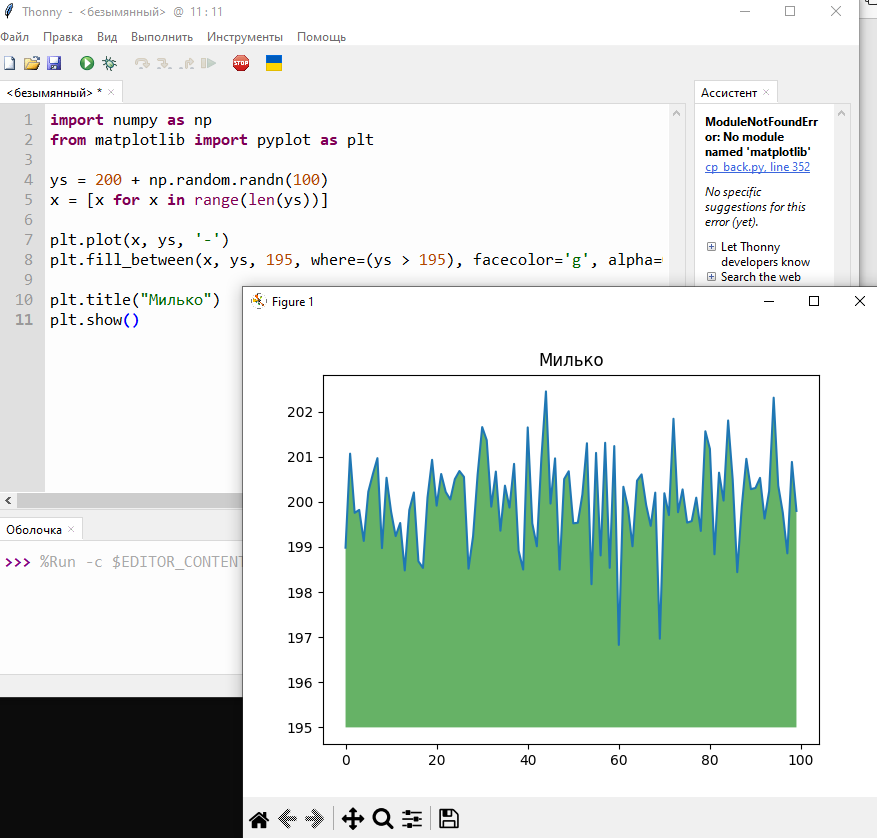 Thonny - <безымянный> @ 11:11
Файл Правка Вид Выполнить Инструменты Помощь
STOP
<безымянный> *
Ассистент
1 import numpy as np
2 from matplotlib import pyplot as plt
3
4 ys = 200 + np.random.randn(100)
5 x = [x for x in range(len(ys))]
6
7 plt.plot(x, ys, '-')
8 plt.fill_between(x, ys, 195, where=(ys > 195), facecolor='g', alpha=
9
10 plt.title("Милько")
11 plt.show()
ModuleNotFoundErr
or: No module
named 'matplotlib'
cp_back.py, line 352
No specific
suggestions for this
error (yet).
Let Thonny
developers know
Search the web
Оболочка
>>> %Run -c $EDITOR_CONTENT
Figure 1
Милько
202
201
200
199
198
197
196
195
0 20 40 60 80 100